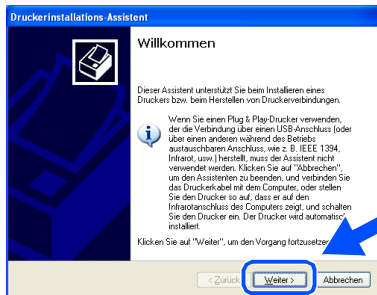 Druckerinstallations-Assistent
Willkommen
Dieser Assistent unterstützt Sie beim Installieren eines
Druckers bzw. beim Herstellen von Druckerverbindungen.
Wenn Sie einen Plug & Play-Drucker verwenden,
der die Verbindung über einen USB-Anschluss (oder
über einen anderen während des Betriebs
austauschbaren Anschluss, wie z. B. IEEE 1394,
Infrarot, usw.) herstellt, muss der Assistent nicht
verwendet werden. Klicken Sie auf "Abbrechen",
um den Assistenten zu beenden, und verbinden Sie
das Druckerkabel mit dem Computer, oder stellen
Sie den Drucker so auf, dass er auf den
Infrarotanschluss des Computers zeigt, und schalten
Sie den Drucker ein. Der Drucker wird automatisch
installiert.
Klicken Sie auf "Weiter", um den Vorgang fortzusetzen
< Zurück
Weiter >
Abbrechen